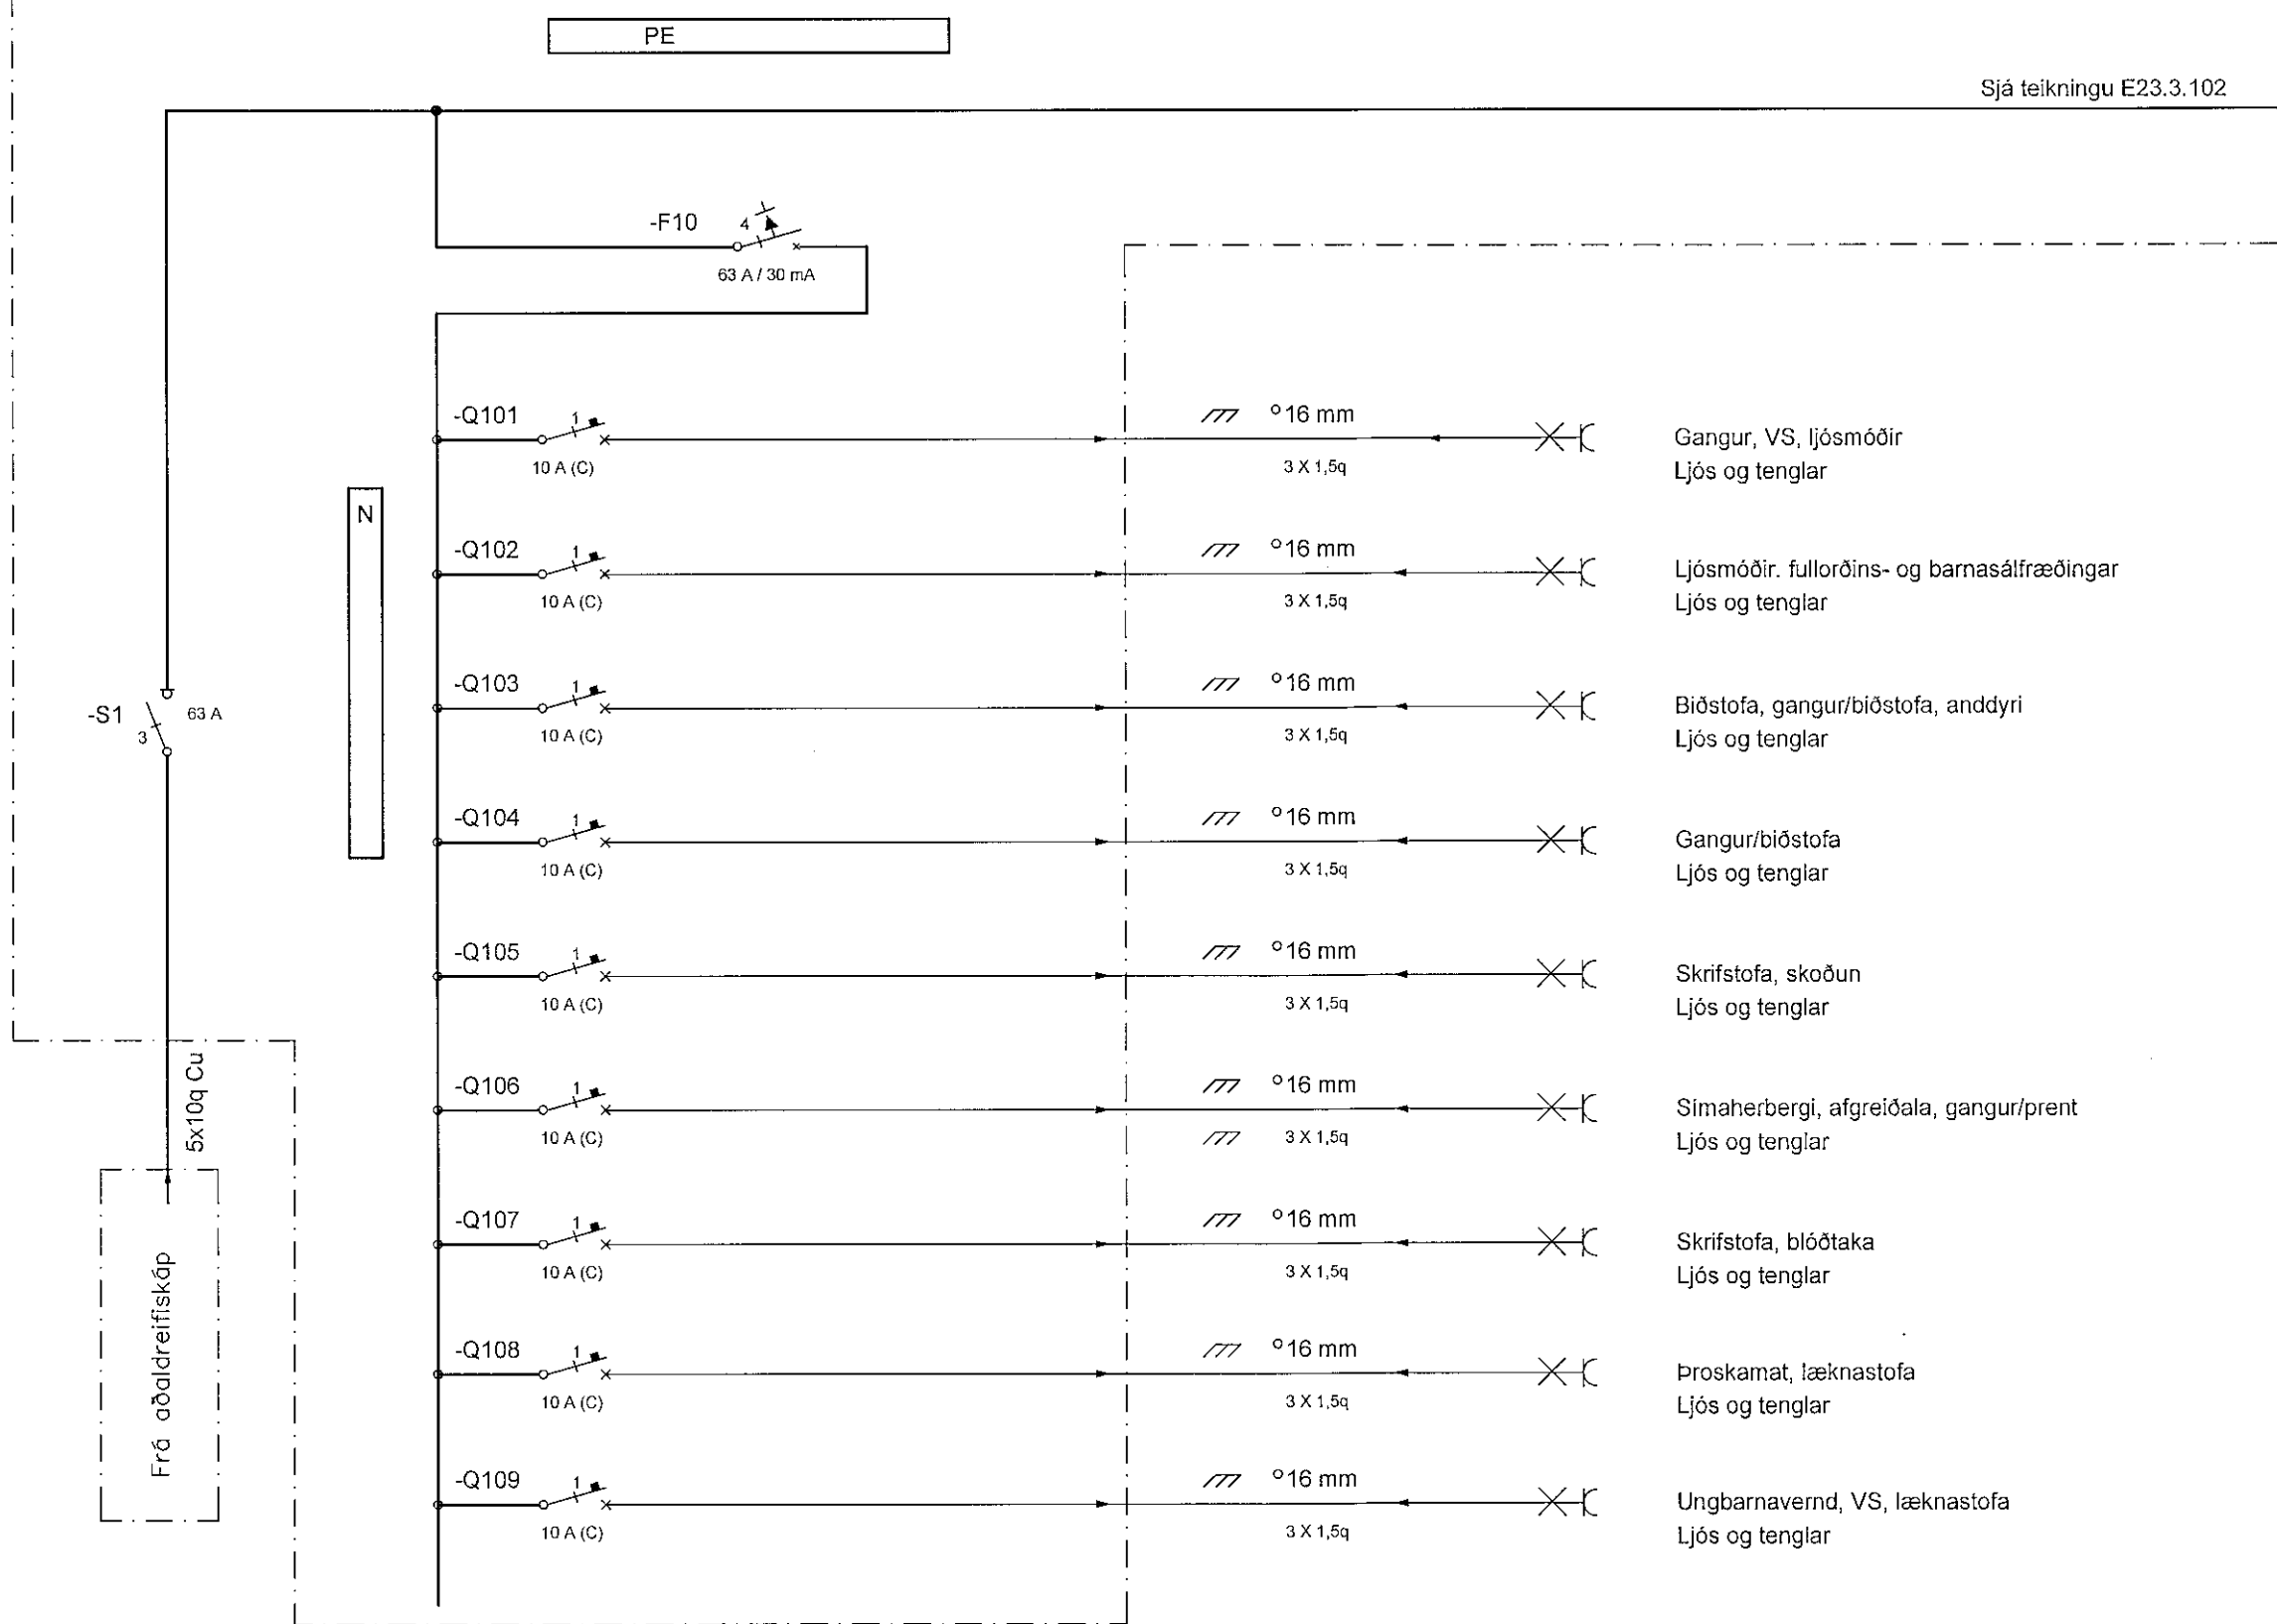 PE
Sjá teikningu E23.3.102
-F10 4
63 A / 30 mA
-Q101 1 16 mm
10 A (C) 3 X 1,5q
Gangur, VS, ljósmóðir
Ljós og tenglar
N
-Q102 1 16 mm
10 A (C) 3 X 1,5q
Ljósmóðir. fullorðins- og barnasálfræðingar
Ljós og tenglar
-Q103 1 16 mm
10 A (C) 3 X 1,5q
Biðstofa, gangur/biðstofa, anddyri
Ljós og tenglar
-S1 3 63 A
-Q104 1 16 mm
10 A (C) 3 X 1,5q
Gangur/biðstofa
Ljós og tenglar
-Q105 1 16 mm
10 A (C) 3 X 1,5q
Skrifstofa, skoðun
Ljós og tenglar
5x10q Cu
-Q106 1 16 mm
10 A (C) 3 X 1,5q
Símaherbergi, afgreiðala, gangur/prent
Ljós og tenglar
Frá aðaldreifiskáp
-Q107 1 16 mm
10 A (C) 3 X 1,5q
Skrifstofa, blóðtaka
Ljós og tenglar
-Q108 1 16 mm
10 A (C) 3 X 1,5q
Þroskamat, læknastofa
Ljós og tenglar
-Q109 1 16 mm
10 A (C) 3 X 1,5q
Ungbarnavernd, VS, læknastofa
Ljós og tenglar